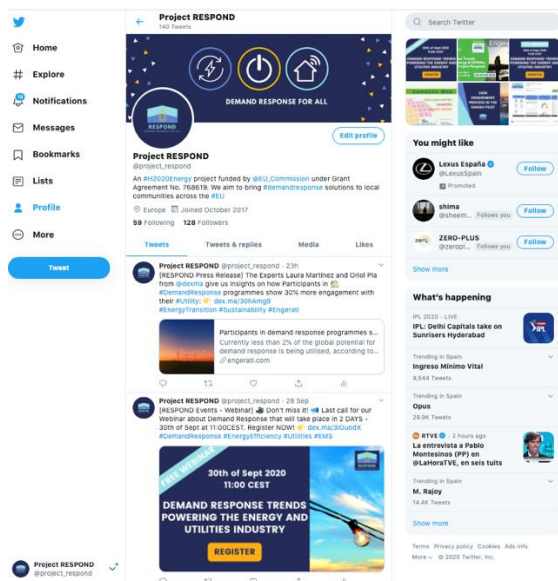 Home
Explore
Notifications
Messages
Bookmarks
Lists
Profile
More
Tweet
Project RESPOND
@project_respond
Project RESPOND
140 Tweets
DEMAND RESPONSE FOR ALL
RESPOND
Edit profile
Project RESPOND
@project_respond
An #H2020Energy project funded by @EU_Commission under Grant
Agreement No. 768619. We aim to bring #demandresponse solutions to local
communities across the #EU
Europe Joined October 2017
59 Following 128 Followers
Tweets Tweets & replies Media Likes
Project RESPOND @project_respond · 23h
[RESPOND Press Release] The Experts Laura Martínez and Oriol Pla
from @dexma give us insights on how Participants in
#DemandResponse programmes show 30% more engagement with
their #Utility: dex.ma/30hAmg9
#EnergyTransition #Sustainability #Engerati
Participants in demand response programmes s...
Currently less than 2% of the global potential for
demand response is being utilised, according to...
engerati.com
Project RESPOND @project_respond · 28 Sep
[RESPOND Events - Webinar] Don't miss it! Last call for our
Webinar about Demand Response that will take place in 2 DAYS -
30th of Sept at 11:00CEST. Register NOW! dex.ma/3lQuodX
#DemandResponse #EnergyEfficiency #Utilities #EMS
FREE WEBINAR
30th of Sept 2020
11:00 CEST
DEMAND RESPONSE TRENDS
POWERING THE ENERGY AND
UTILITIES INDUSTRY
REGISTER
RESPOND
Search Twitter
You might like
Lexus España
@LexusSpain
Promoted
Follow
shima
@sheem... Follows you
Follow
ZERO-PLUS
@zeropl... Follows you
Follow
Show more
What's happening
IPL 2020 · LIVE
IPL: Delhi Capitals take on
Sunrisers Hyderabad
Trending in Spain
Ingreso Mínimo Vital
9,544 Tweets
Trending in Spain
Opus
28.9K Tweets
RTVE · 2 hours ago
La entrevista a Pablo
Montesinos (PP) en
@LaHoraTVE, en seis tuits
Trending in Spain
M. Rajoy
14.4K Tweets
Show more
Terms Privacy policy Cookies Ads info
More © 2020 Twitter, Inc.